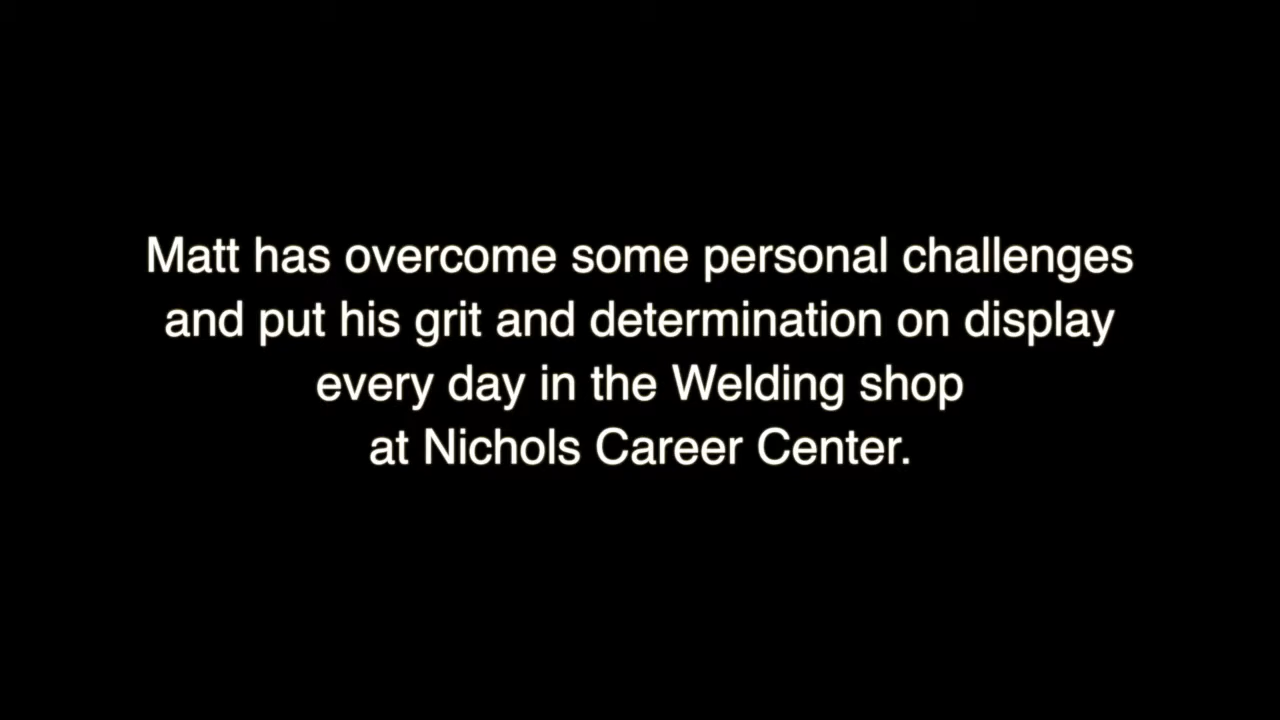 Matt has overcome some personal challenges
and put his grit and determination on display
every day in the Welding shop
at Nichols Career Center.